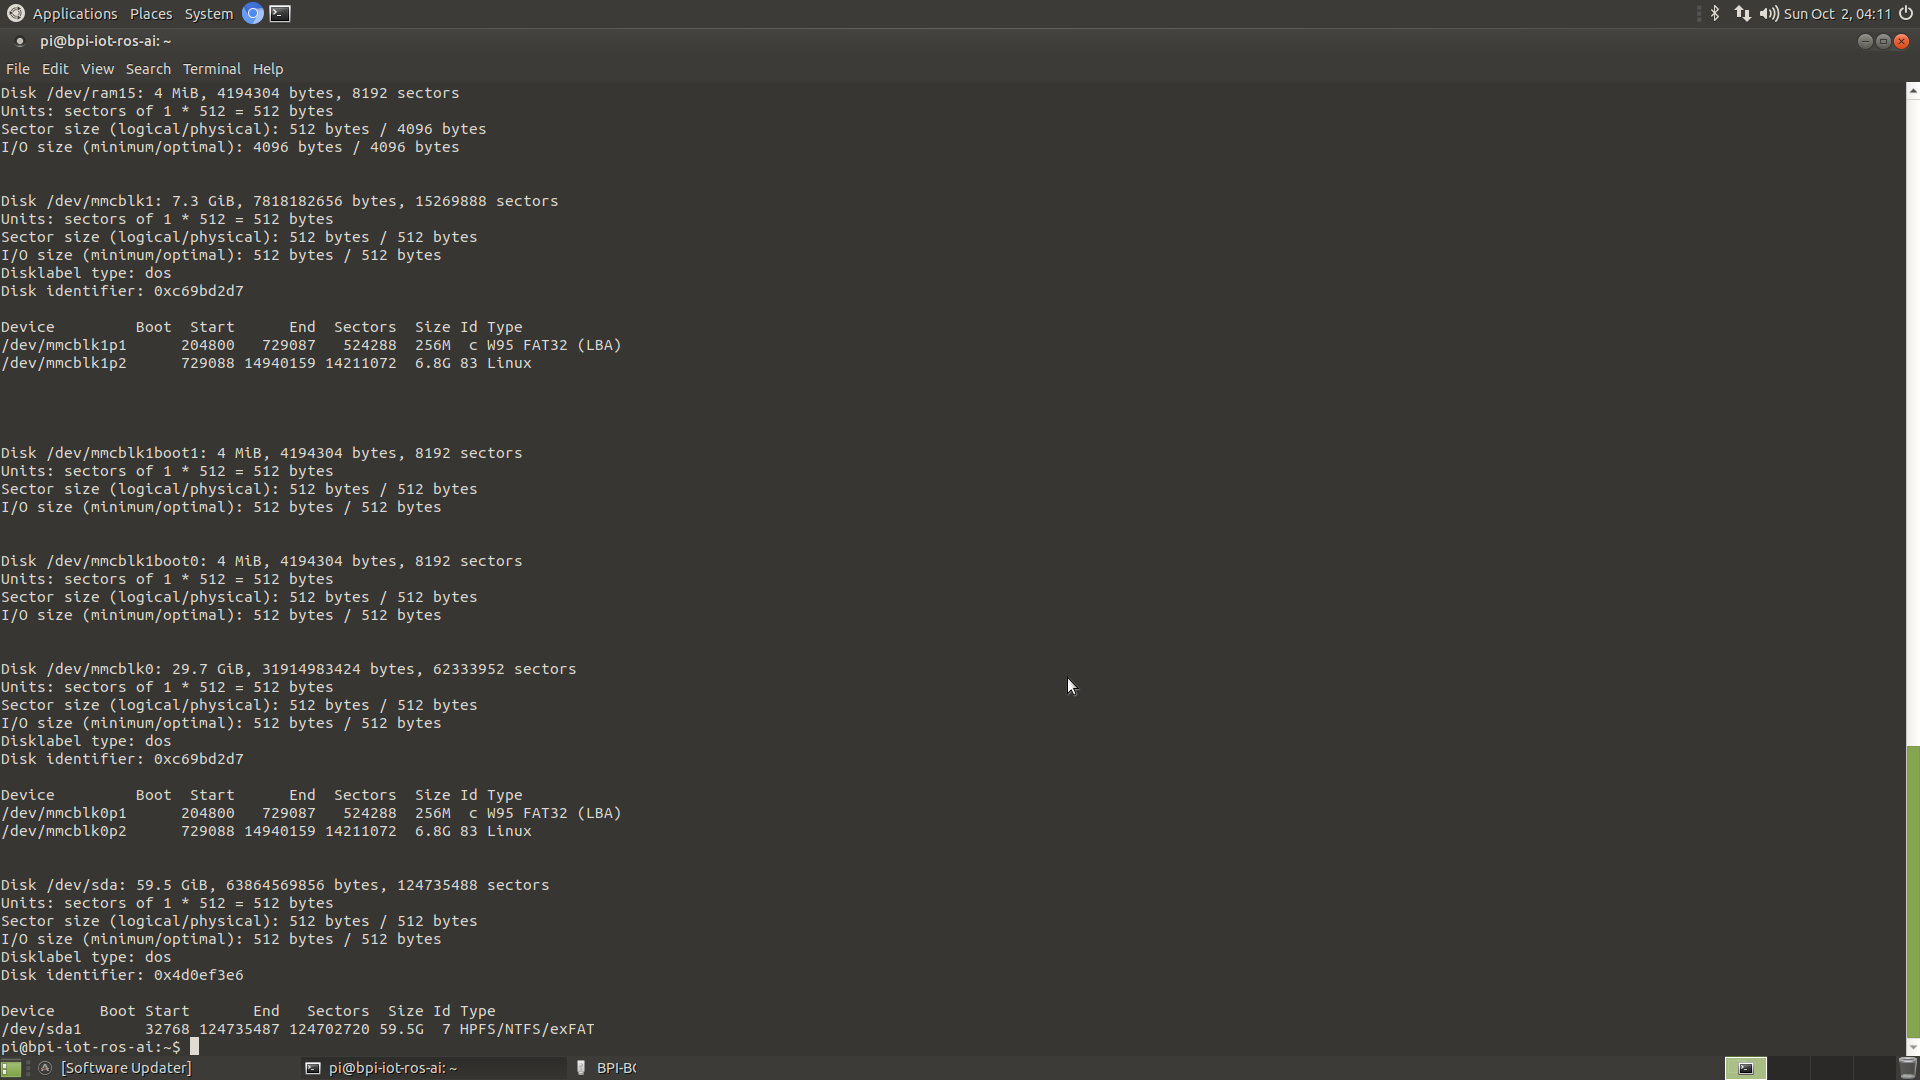 Applications Places System Sun Oct 2, 04:11
pi@bpi-iot-ros-ai: ~
File Edit View Search Terminal Help
Disk /dev/ram15: 4 MiB, 4194304 bytes, 8192 sectors
Units: sectors of 1 * 512 = 512 bytes
Sector size (logical/physical): 512 bytes / 4096 bytes
I/O size (minimum/optimal): 4096 bytes / 4096 bytes
Disk /dev/mmcblk1: 7.3 GiB, 7818182656 bytes, 15269888 sectors
Units: sectors of 1 * 512 = 512 bytes
Sector size (logical/physical): 512 bytes / 512 bytes
I/O size (minimum/optimal): 512 bytes / 512 bytes
Disklabel type: dos
Disk identifier: 0xc69bd2d7
Device Boot Start End Sectors Size Id Type
/dev/mmcblk1p1 204800 729087 524288 256M c W95 FAT32 (LBA)
/dev/mmcblk1p2 729088 14940159 14211072 6.8G 83 Linux
Disk /dev/mmcblk1boot1: 4 MiB, 4194304 bytes, 8192 sectors
Units: sectors of 1 * 512 = 512 bytes
Sector size (logical/physical): 512 bytes / 512 bytes
I/O size (minimum/optimal): 512 bytes / 512 bytes
Disk /dev/mmcblk1boot0: 4 MiB, 4194304 bytes, 8192 sectors
Units: sectors of 1 * 512 = 512 bytes
Sector size (logical/physical): 512 bytes / 512 bytes
I/O size (minimum/optimal): 512 bytes / 512 bytes
Disk /dev/mmcblk0: 29.7 GiB, 31914983424 bytes, 62333952 sectors
Units: sectors of 1 * 512 = 512 bytes
Sector size (logical/physical): 512 bytes / 512 bytes
I/O size (minimum/optimal): 512 bytes / 512 bytes
Disklabel type: dos
Disk identifier: 0xc69bd2d7
Device Boot Start End Sectors Size Id Type
/dev/mmcblk0p1 204800 729087 524288 256M c W95 FAT32 (LBA)
/dev/mmcblk0p2 729088 14940159 14211072 6.8G 83 Linux
Disk /dev/sda: 59.5 GiB, 63864569856 bytes, 124735488 sectors
Units: sectors of 1 * 512 = 512 bytes
Sector size (logical/physical): 512 bytes / 512 bytes
I/O size (minimum/optimal): 512 bytes / 512 bytes
Disklabel type: dos
Disk identifier: 0x4d0ef3e6
Device Boot Start End Sectors Size Id Type
/dev/sda1 32768 124735487 124702720 59.5G 7 HPFS/NTFS/exFAT
pi@bpi-iot-ros-ai:~$
[Software Updater] pi@bpi-iot-ros-ai: ~